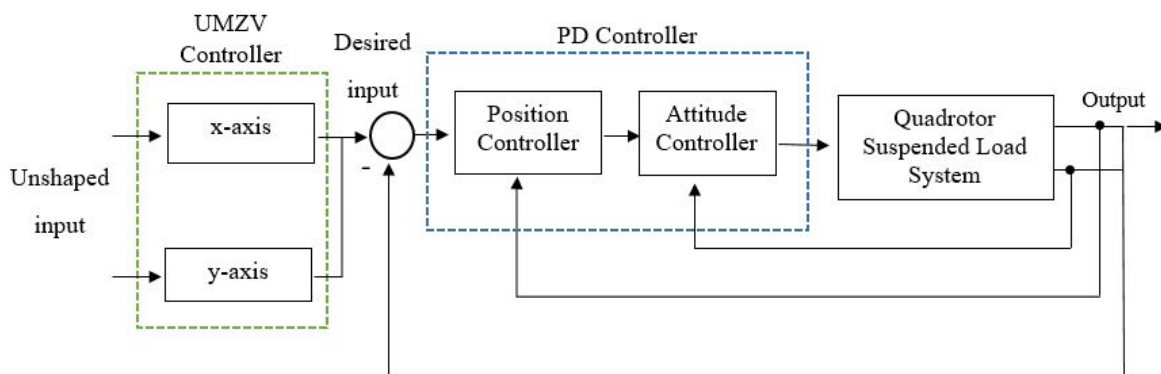 UMZV
Controller
Desired
input
PD Controller
x-axis
Position
Controller
Attitude
Controller
Quadrotor
Suspended Load
System
Output
-
Unshaped
input
y-axis